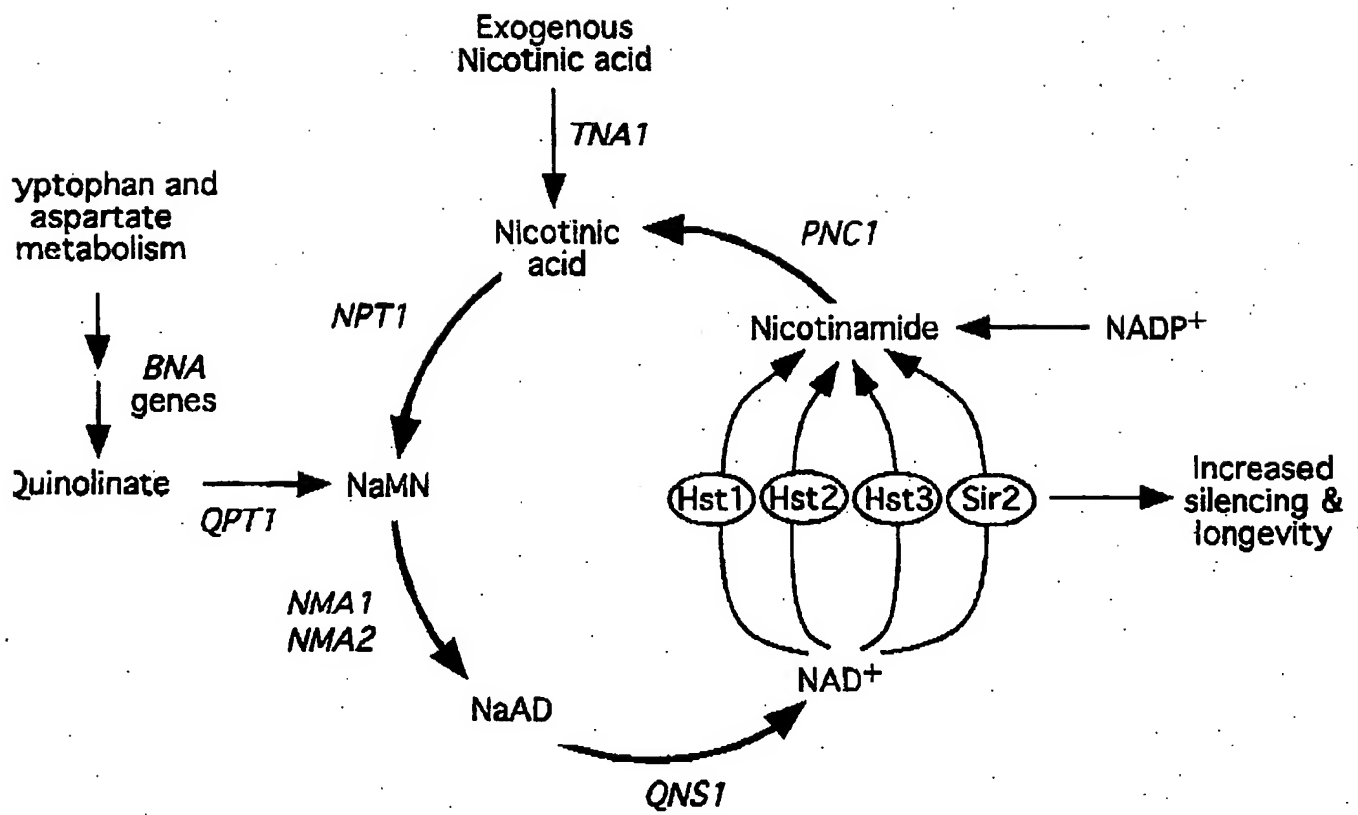 Exogenous
Nicotinic acid
TNA1
yptophan and
aspartate
metabolism
Nicotinic
acid
PNC1
NPT1
Nicotinamide
NADP+
BNA
genes
Quinolinate
QPT1
NaMN
Hst1
Hst2
Hst3
Sir2
Increased
silencing &
longevity
NMA1
NMA2
NaAD
NAD+
QNS1